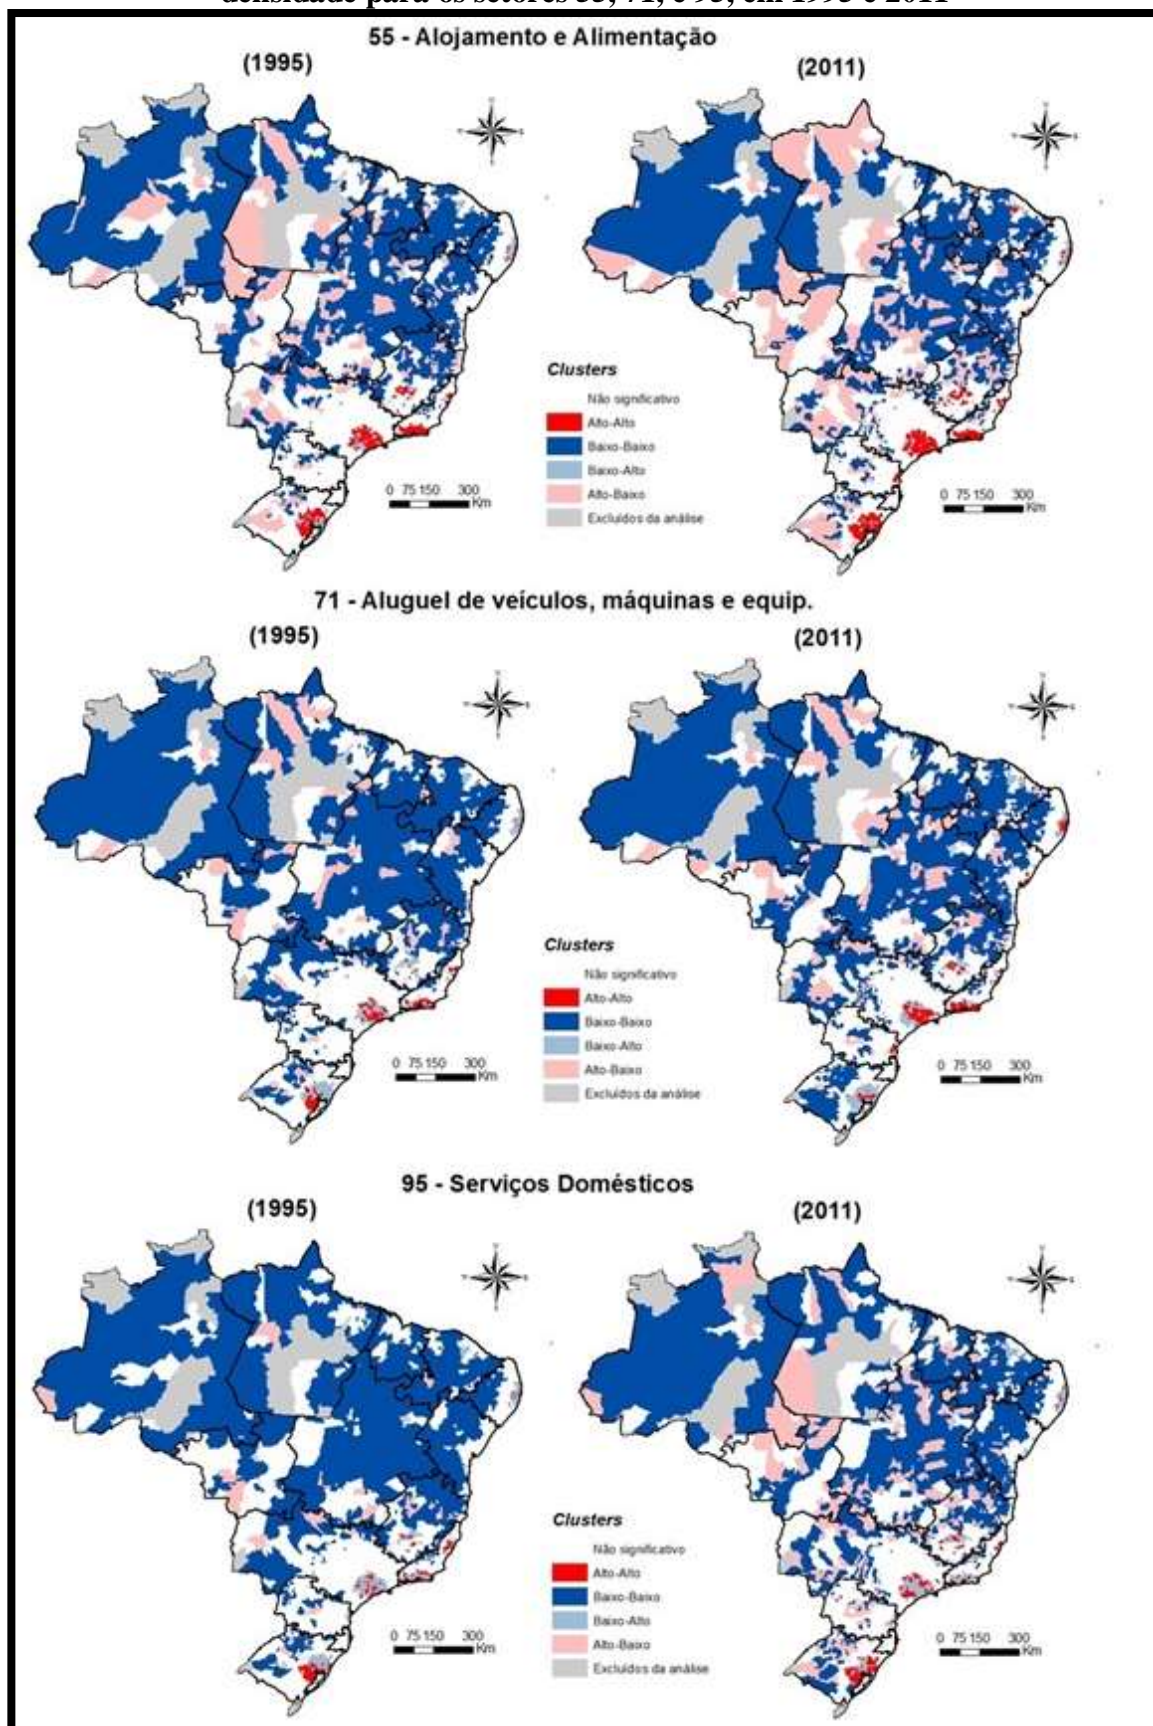 densidade para os setores 55, 71, e 95, em 1995 e 2011
55 - Alojamento e Alimentação
(1995)
(2011)
Clusters
Não significativo
Alto-Alto
Baixo-Baixo
Baixo-Alto
Alto-Baixo
Excluídos da análise
0 75 150 300
Km
0 75 150 300
Km
71 - Aluguel de veículos, máquinas e equip.
(1995)
(2011)
Clusters
Não significativo
Alto-Alto
Baixo-Baixo
Baixo-Alto
Alto-Baixo
Excluídos da análise
0 75 150 300
Km
0 75 150 300
Km
95 - Serviços Domésticos
(1995)
(2011)
Clusters
Não significativo
Alto-Alto
Baixo-Baixo
Baixo-Alto
Alto-Baixo
Excluídos da análise
0 75 150 300
Km
0 75 150 300
Km